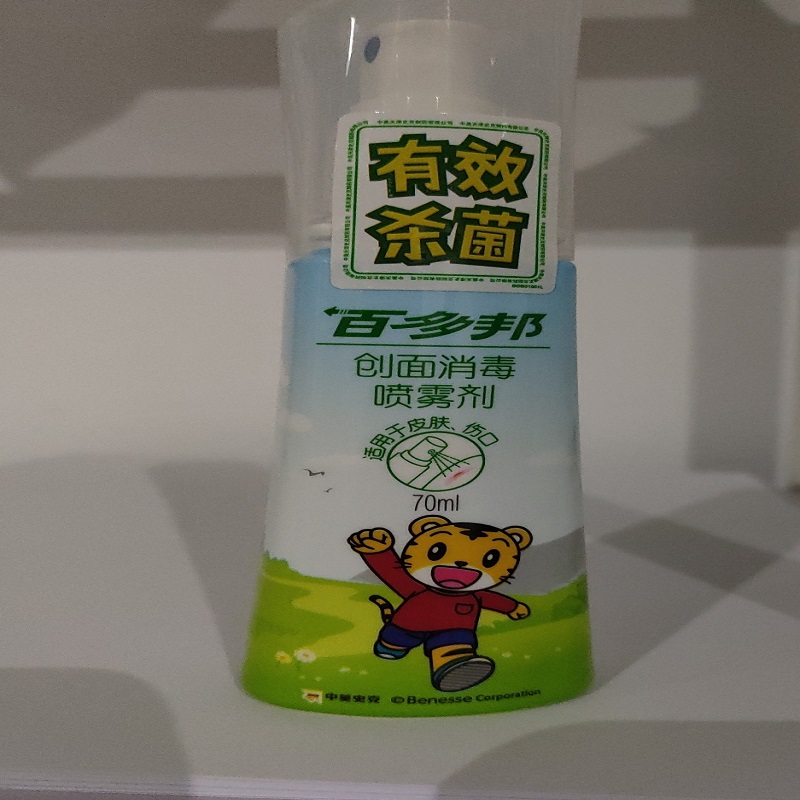 有效
杀菌
百多邦
创面消毒
喷雾剂
适用于皮肤、伤口
70ml
中美史克 ©Benesse Corporation